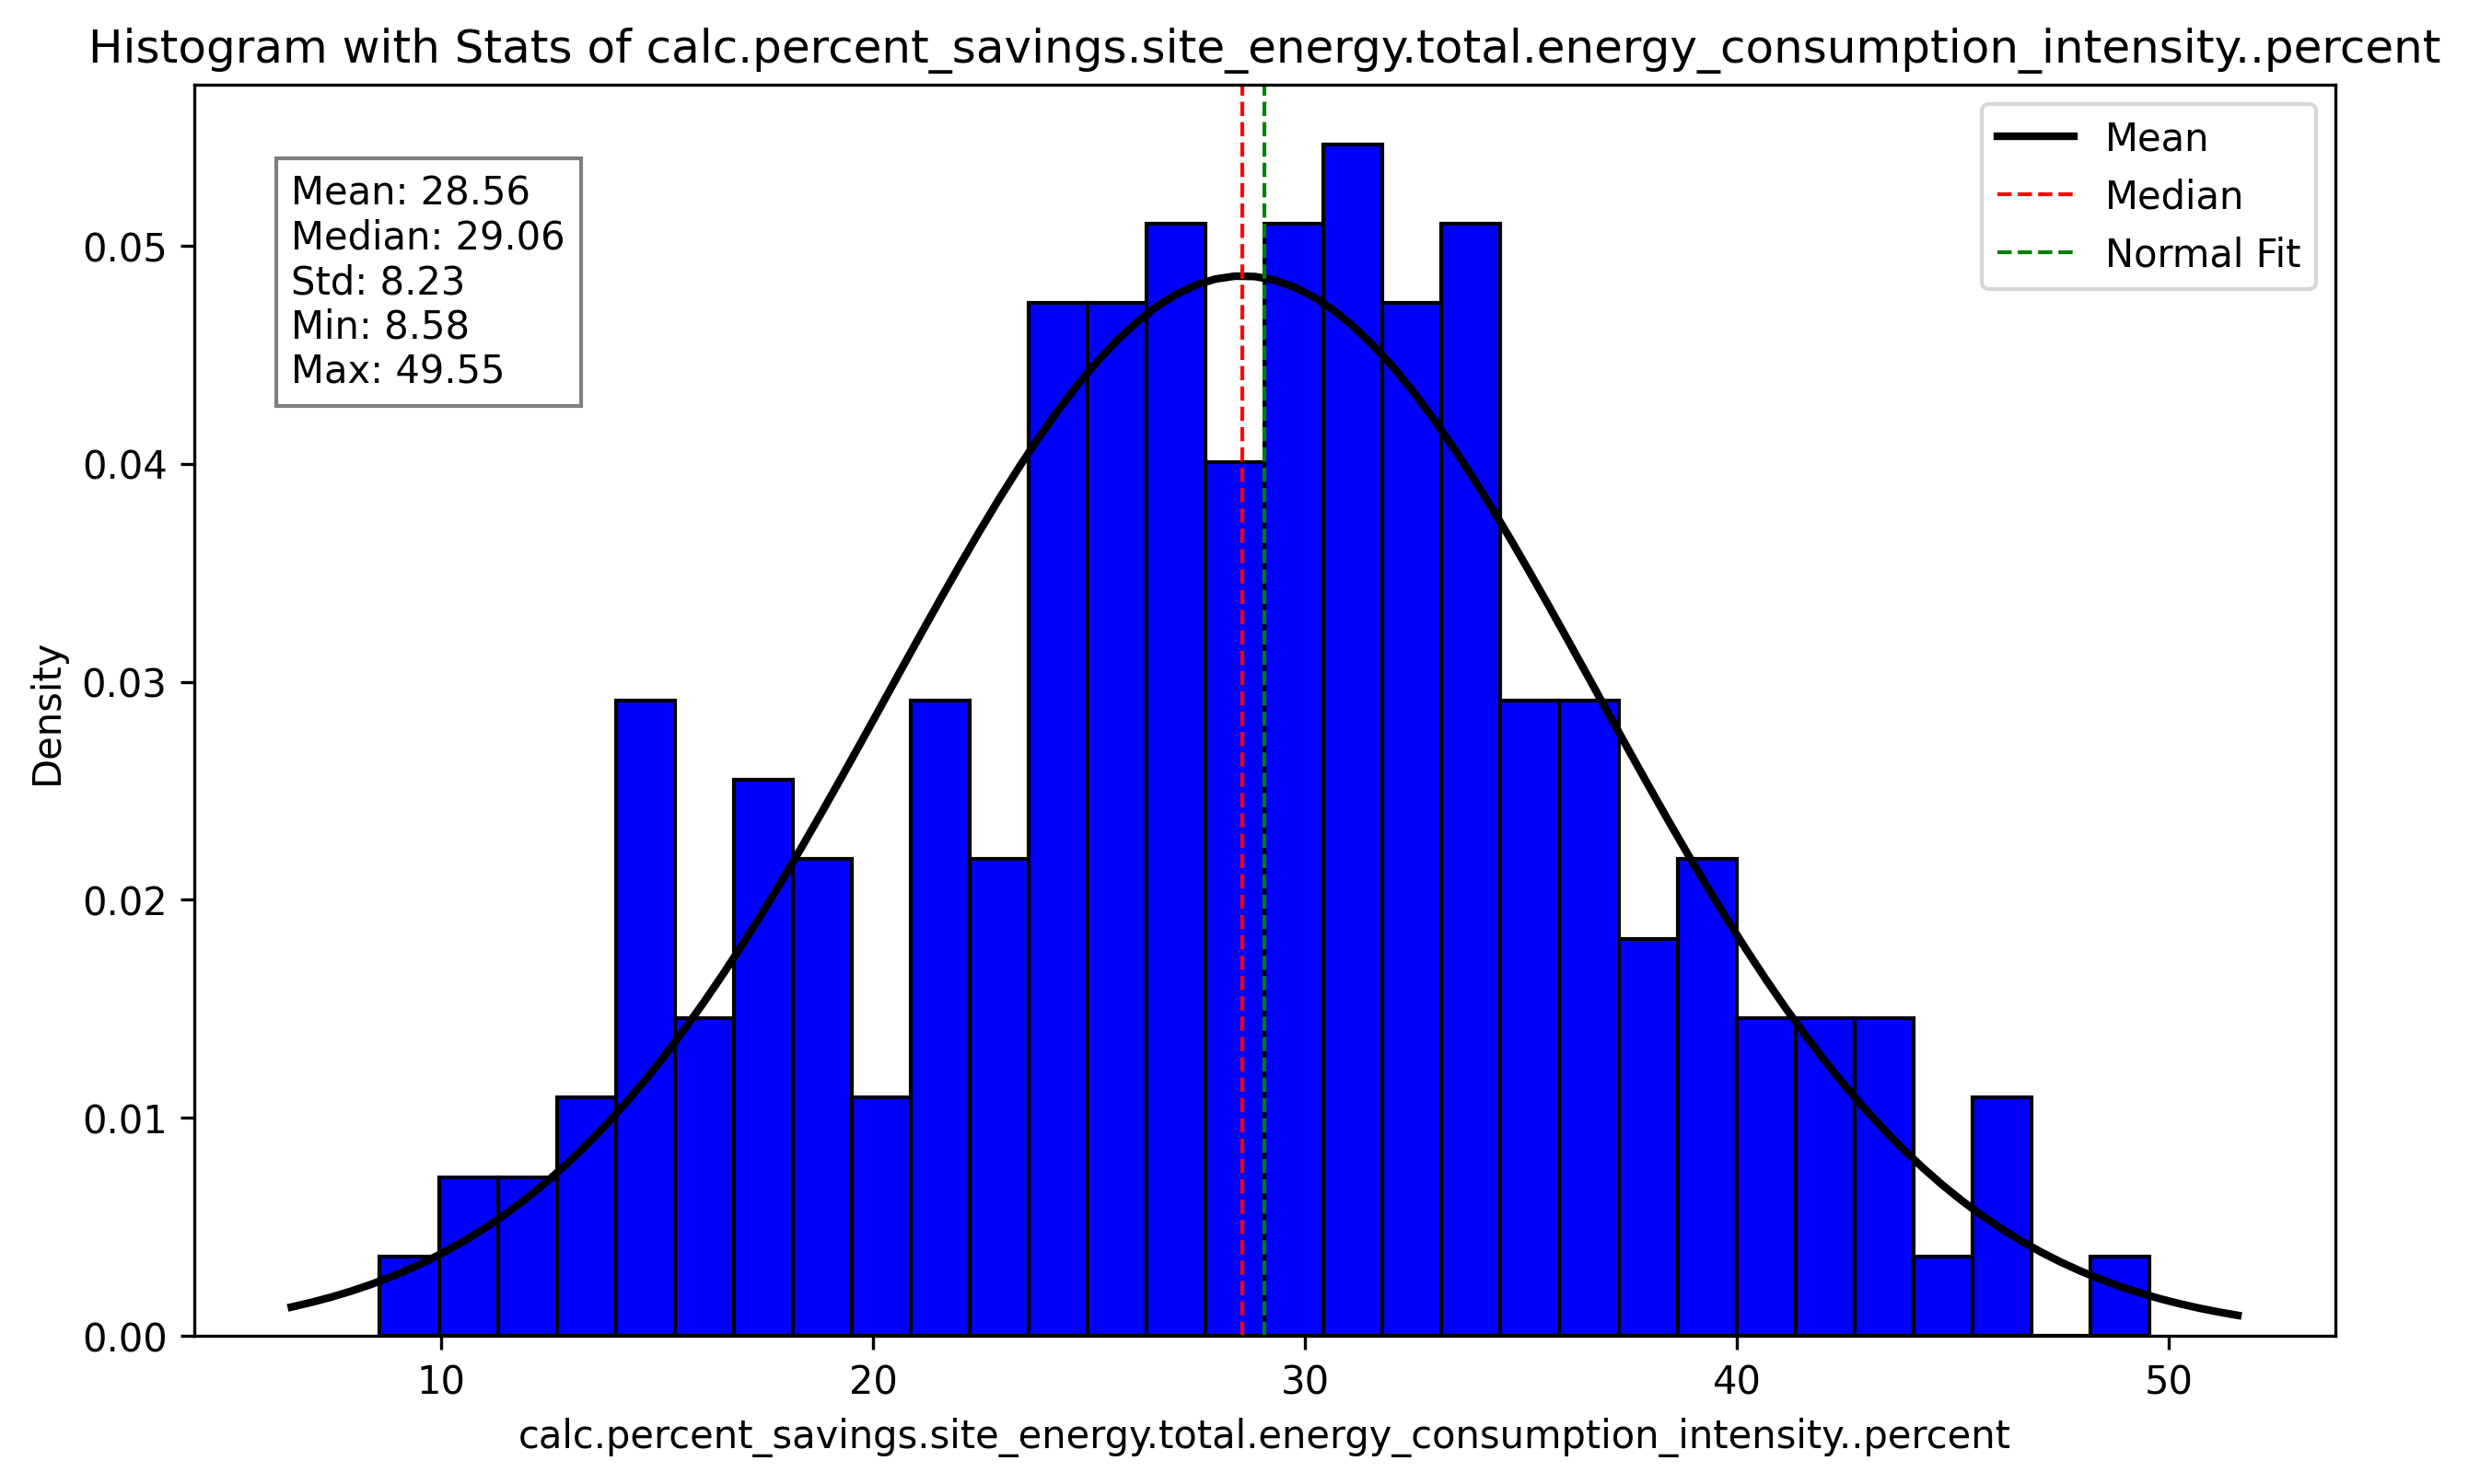 Histogram with Stats of calc.percent_savings.site_energy.total.energy_consumption_intensity..percent
Mean
Median
Normal Fit
Mean: 28.56
Median: 29.06
Std: 8.23
Min: 8.58
Max: 49.55
0.05
0.04
0.03
0.02
0.01
0.00
Density
10 20 30 40 50
calc.percent_savings.site_energy.total.energy_consumption_intensity..percent